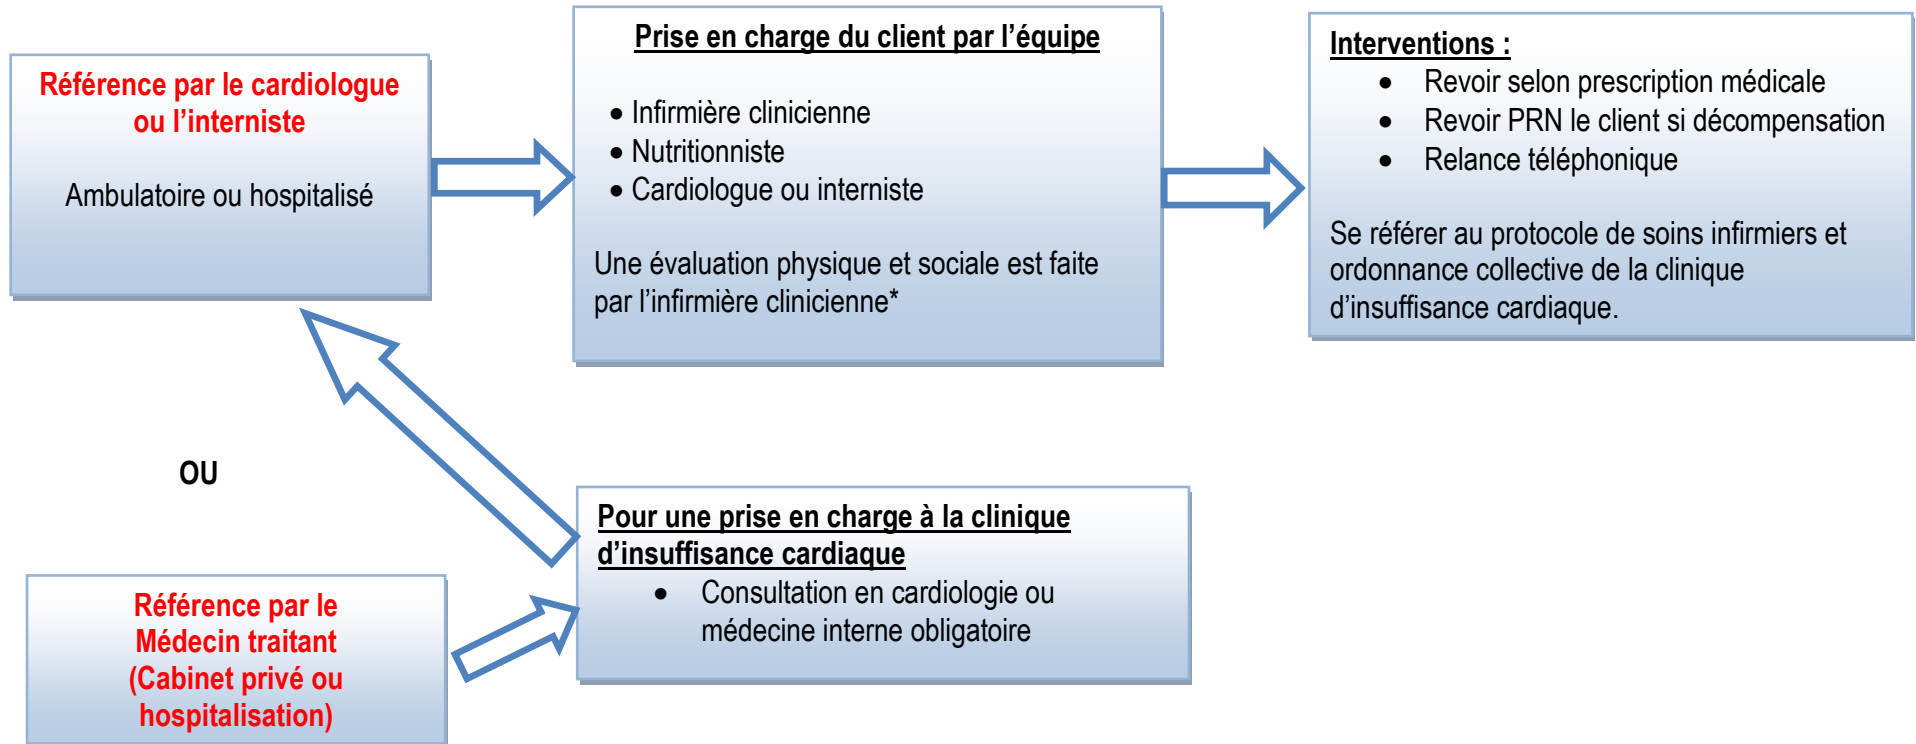 Référence par le cardiologue
ou l’interniste
Ambulatoire ou hospitalisé
Prise en charge du client par l’équipe
• Infirmière clinicienne
• Nutritionniste
• Cardiologue ou interniste
Une évaluation physique et sociale est faite
par l’infirmière clinicienne*
Interventions :
• Revoir selon prescription médicale
• Revoir PRN le client si décompensation
• Relance téléphonique
Se référer au protocole de soins infirmiers et
ordonnance collective de la clinique
d’insuffisance cardiaque.
OU
Référence par le
Médecin traitant
(Cabinet privé ou
hospitalisation)
Pour une prise en charge à la clinique
d’insuffisance cardiaque
• Consultation en cardiologie ou
médecine interne obligatoire